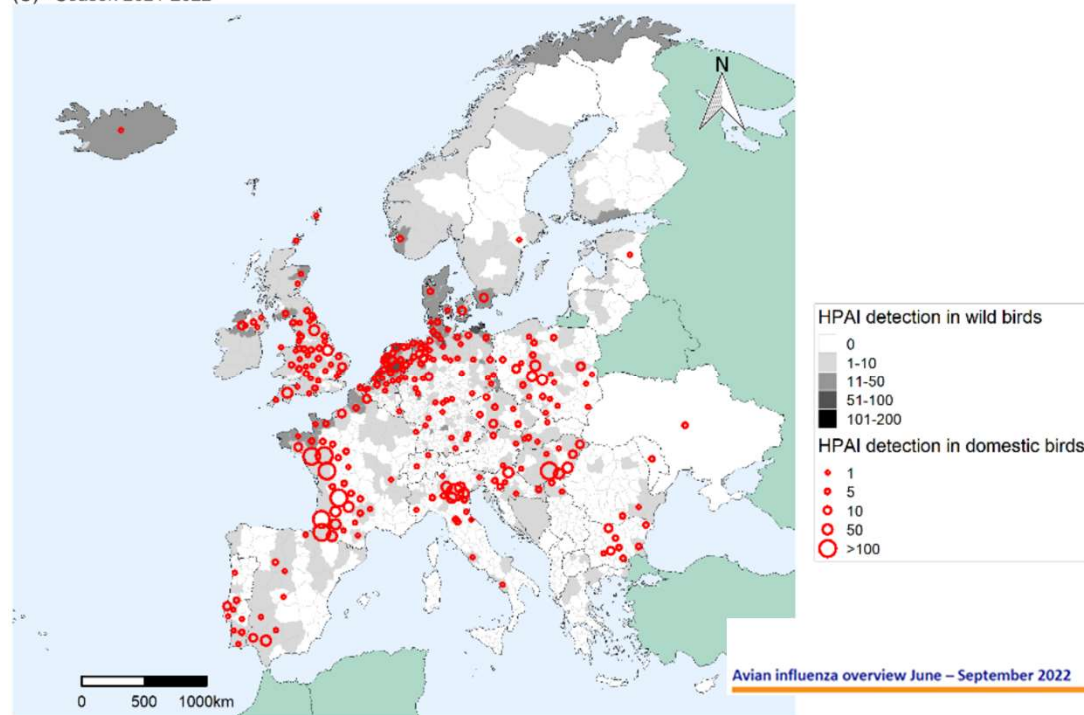 N
HPAI detection in wild birds
0
1-10
11-50
51-100
101-200
HPAI detection in domestic birds
1
5
10
50
>100
0 500 1000km
Avian influenza overview June – September 2022